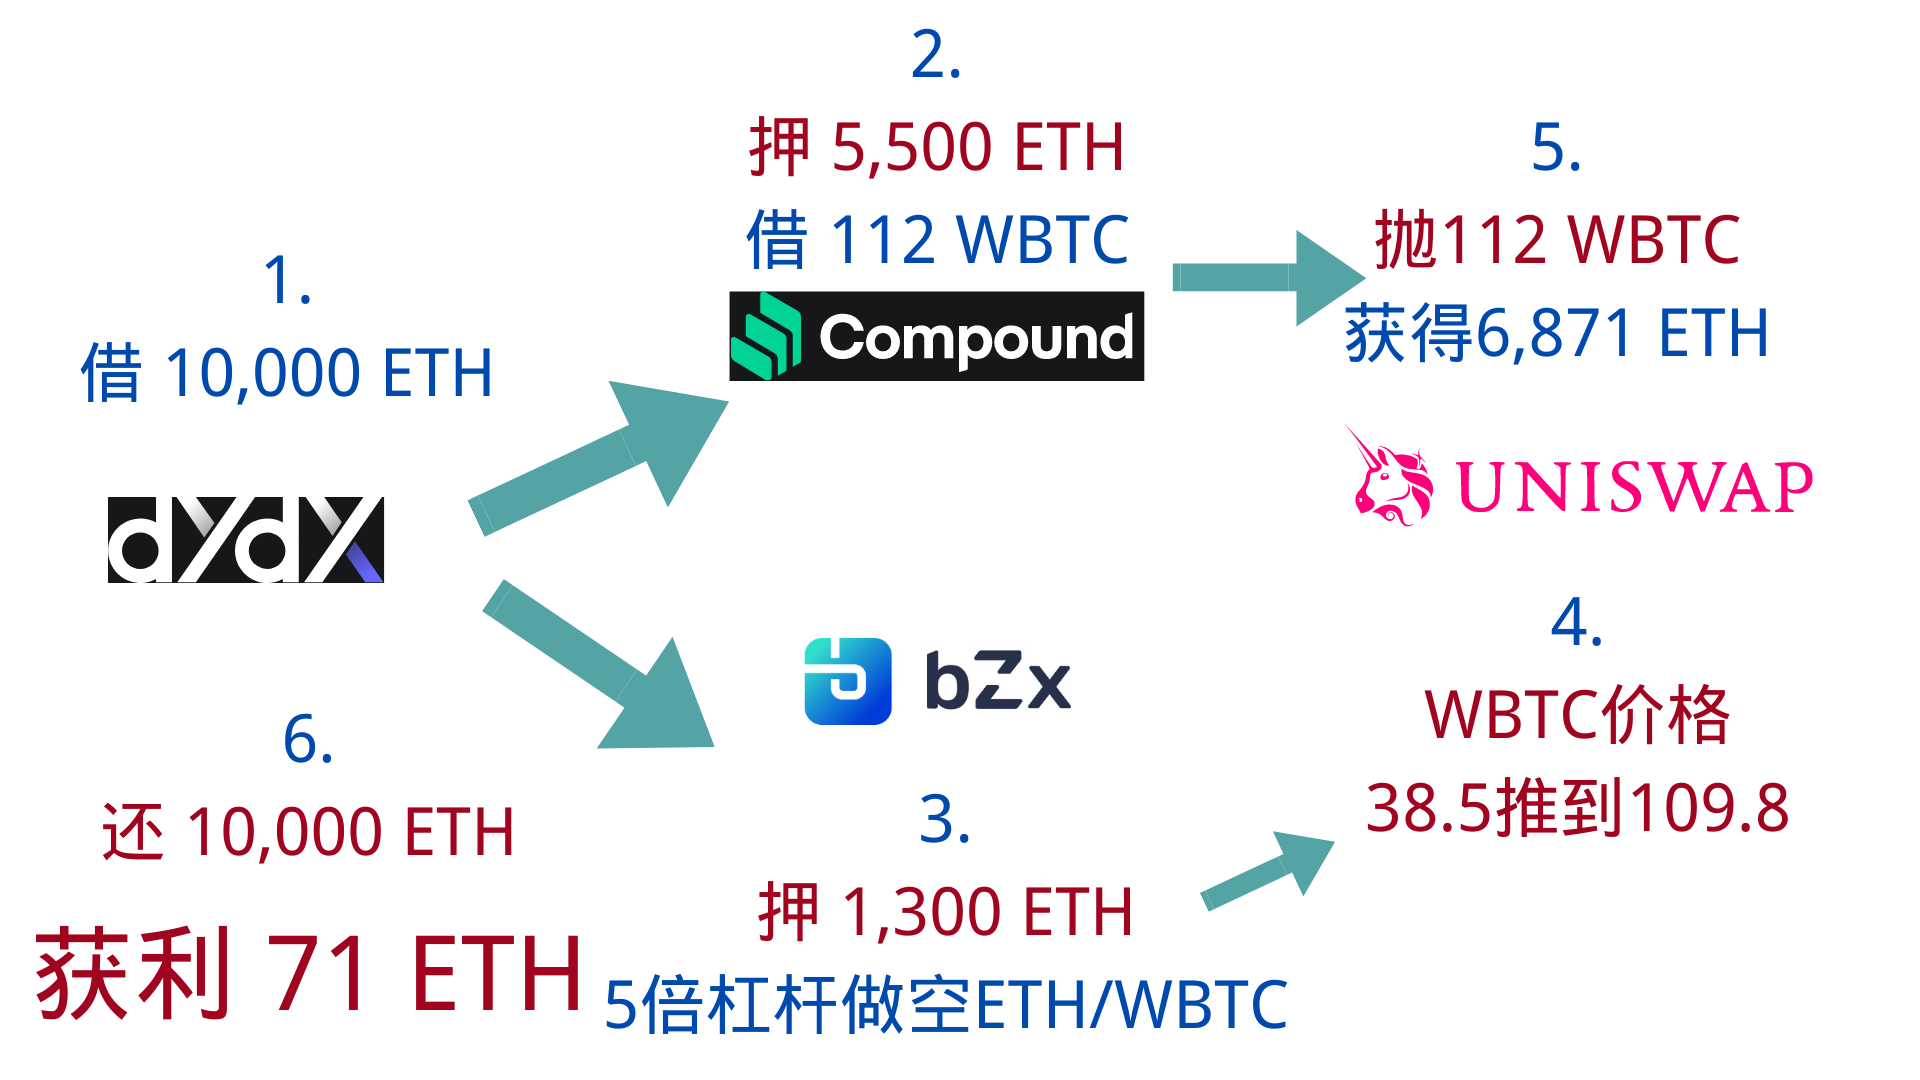 1.
借 10,000 ETH
dYdX
2.
押 5,500 ETH
借 112 WBTC
Compound
bZx
3.
押 1,300 ETH
5倍杠杆做空ETH/WBTC
4.
WBTC价格
38.5推到109.8
5.
抛112 WBTC
获得6,871 ETH
UNISWAP
6.
还 10,000 ETH
获利 71 ETH